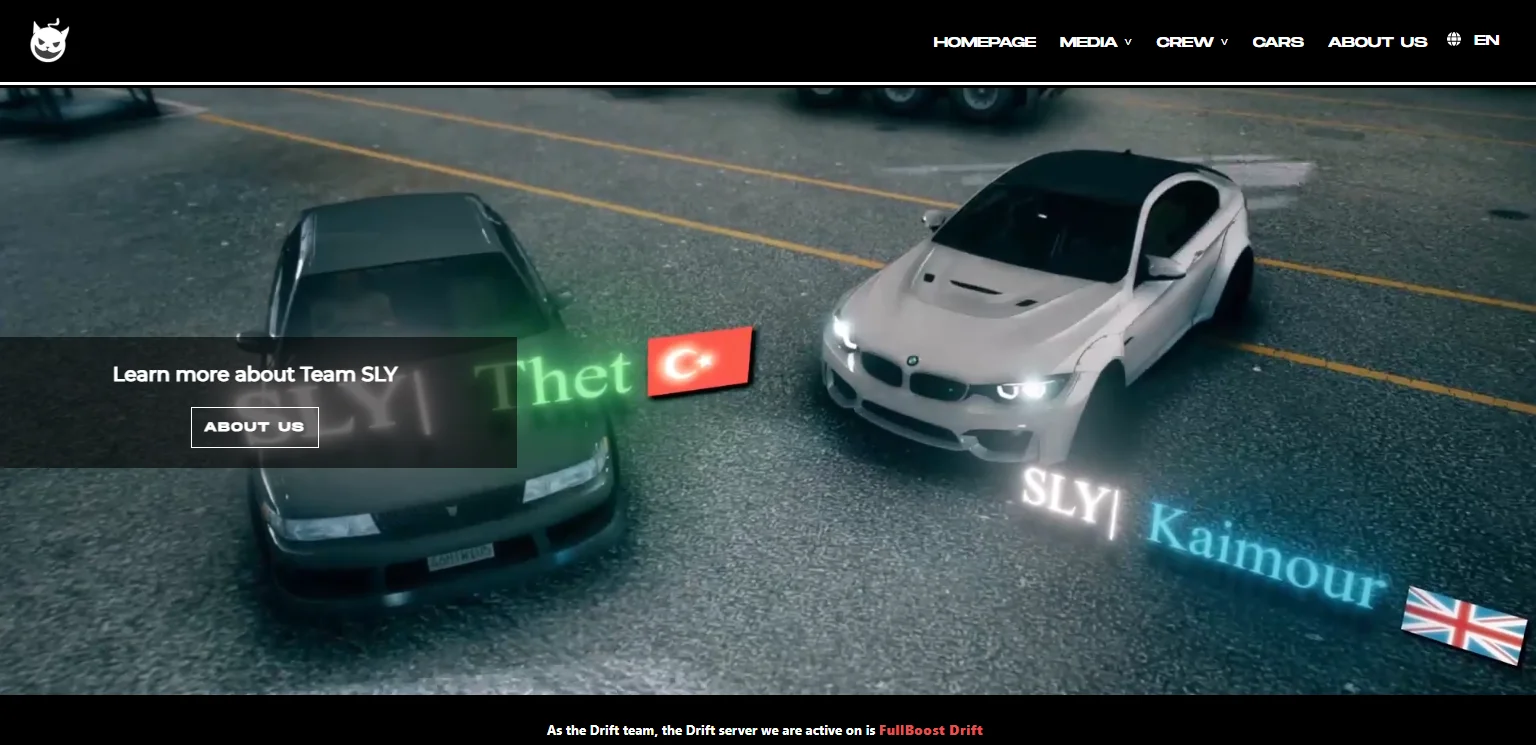 HOMEPAGE MEDIA v CREW v CARS ABOUT US EN
Learn more about Team SLY
ABOUT US
SLY| Thet
SLY| Kaimour
As the Drift team, the Drift server we are active on is FullBoost Drift